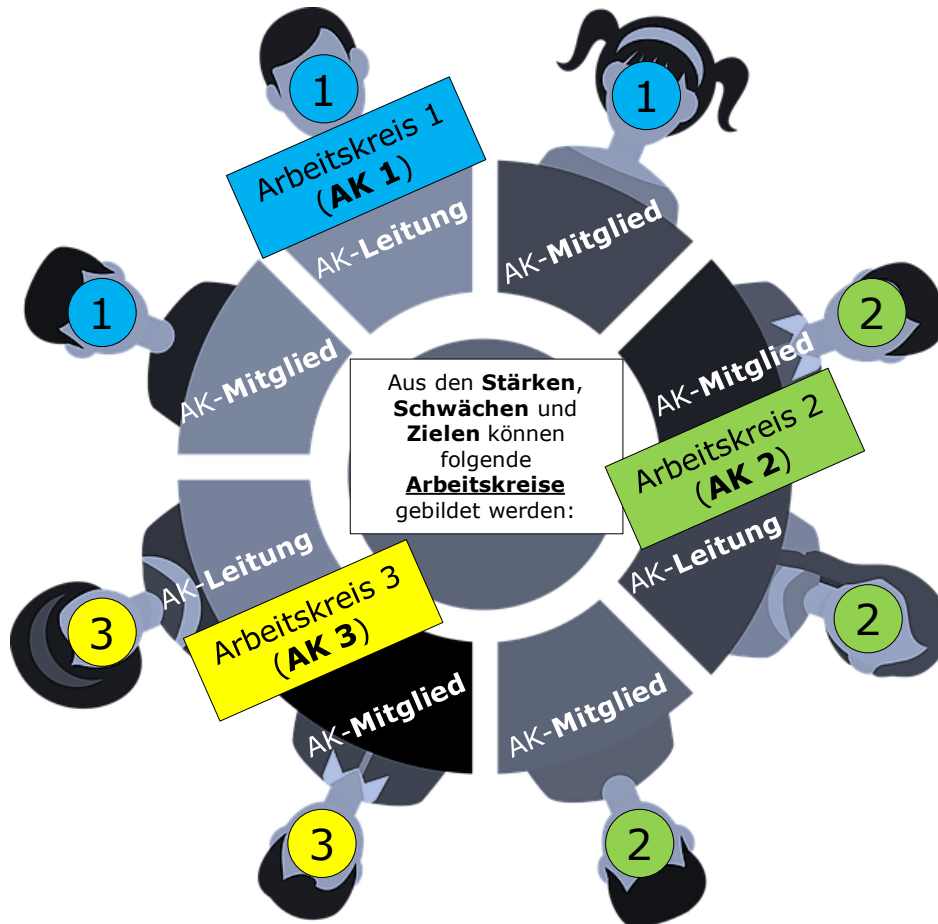 1
1
Arbeitskreis 1
(AK 1)
AK-Leitung
AK-Mitglied
1
AK-Mitglied
2
AK-Mitglied
Aus den Stärken,
Schwächen und
Zielen können
folgende
Arbeitskreise
gebildet werden:
Arbeitskreis 2
(AK 2)
AK-Leitung
2
AK-Leitung
3
Arbeitskreis 3
(AK 3)
AK-Mitglied
AK-Mitglied
3
2